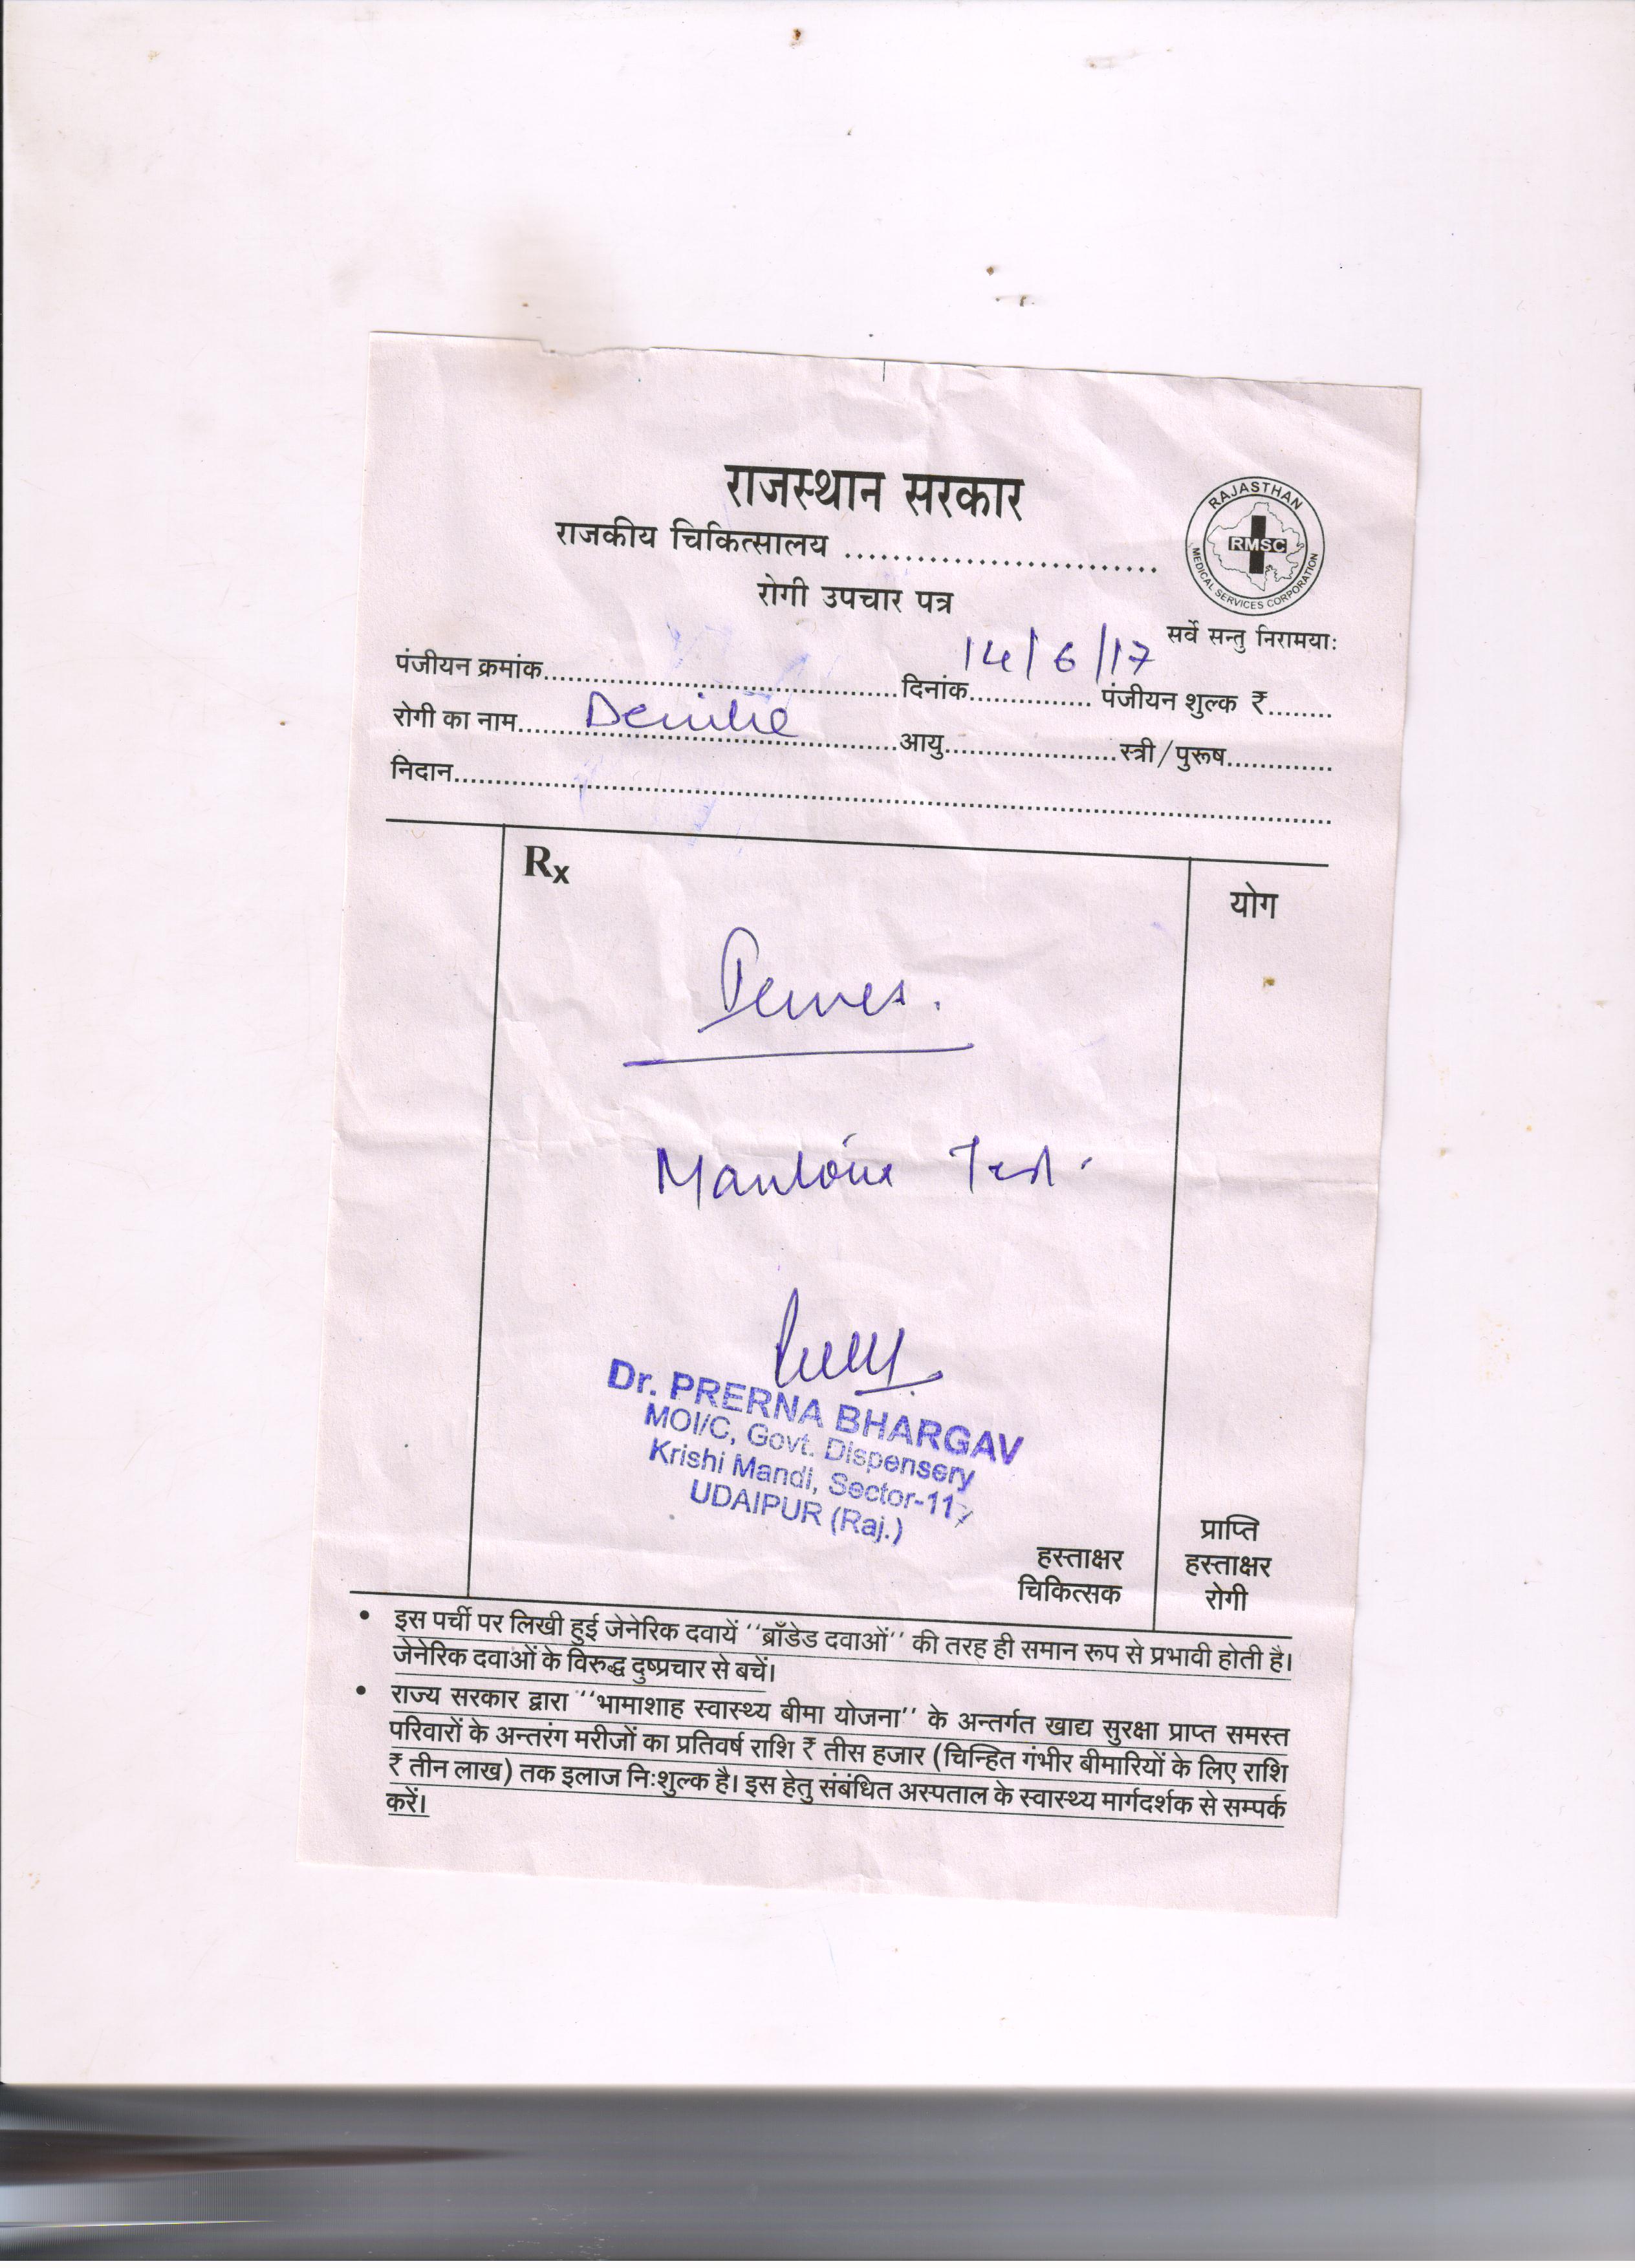 राजस्थान सरकार
राजकीय चिकित्सालय ..........................
रोगी उपचार पत्र
RAJASTHAN
RMSC
MEDICAL SERVICES CORPORATION
सर्वे सन्तु निरामयाः
पंजीयन क्रमांक.......................................... दिनांक 14/6/17 पंजीयन शुल्क ₹........
रोगी का नाम.............................................. आयु..................... स्त्री/पुरूष.............
निदान..........................................................................................................
Rx
योग
Mantoux Test
Dr. PRERNA BHARGAV
MOI/C, Govt. Dispensery
Krishi Mandi, Sector-11
UDAIPUR (Raj.)
हस्ताक्षर
चिकित्सक
प्राप्ति
हस्ताक्षर
रोगी
• इस पर्ची पर लिखी हुई जेनेरिक दवायें ''ब्राँडेड दवाओं'' की तरह ही समान रूप से प्रभावी होती है।
जेनेरिक दवाओं के विरुद्ध दुष्प्रचार से बचें।
• राज्य सरकार द्वारा ''भामाशाह स्वास्थ्य बीमा योजना'' के अन्तर्गत खाद्य सुरक्षा प्राप्त समस्त
परिवारों के अन्तरंग मरीजों का प्रतिवर्ष राशि ₹ तीस हजार (चिन्हित गंभीर बीमारियों के लिए राशि
₹ तीन लाख) तक इलाज निःशुल्क है। इस हेतु संबंधित अस्पताल के स्वास्थ्य मार्गदर्शक से सम्पर्क
करें।